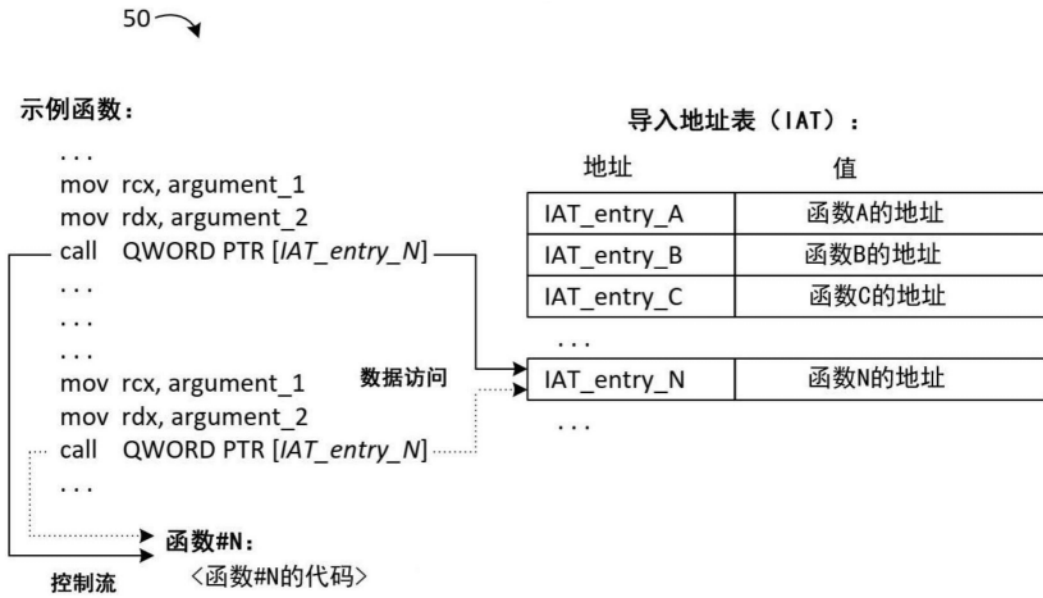 50
示例函数：
...
mov rcx, argument_1
mov rdx, argument_2
call QWORD PTR [IAT_entry_N]
...
...
...
mov rcx, argument_1
mov rdx, argument_2
call QWORD PTR [IAT_entry_N]
...
数据访问
函数#N：
<函数#N的代码>
控制流
导入地址表（IAT）：
地址 值
IAT_entry_A 函数A的地址
IAT_entry_B 函数B的地址
IAT_entry_C 函数C的地址
...
IAT_entry_N 函数N的地址
...